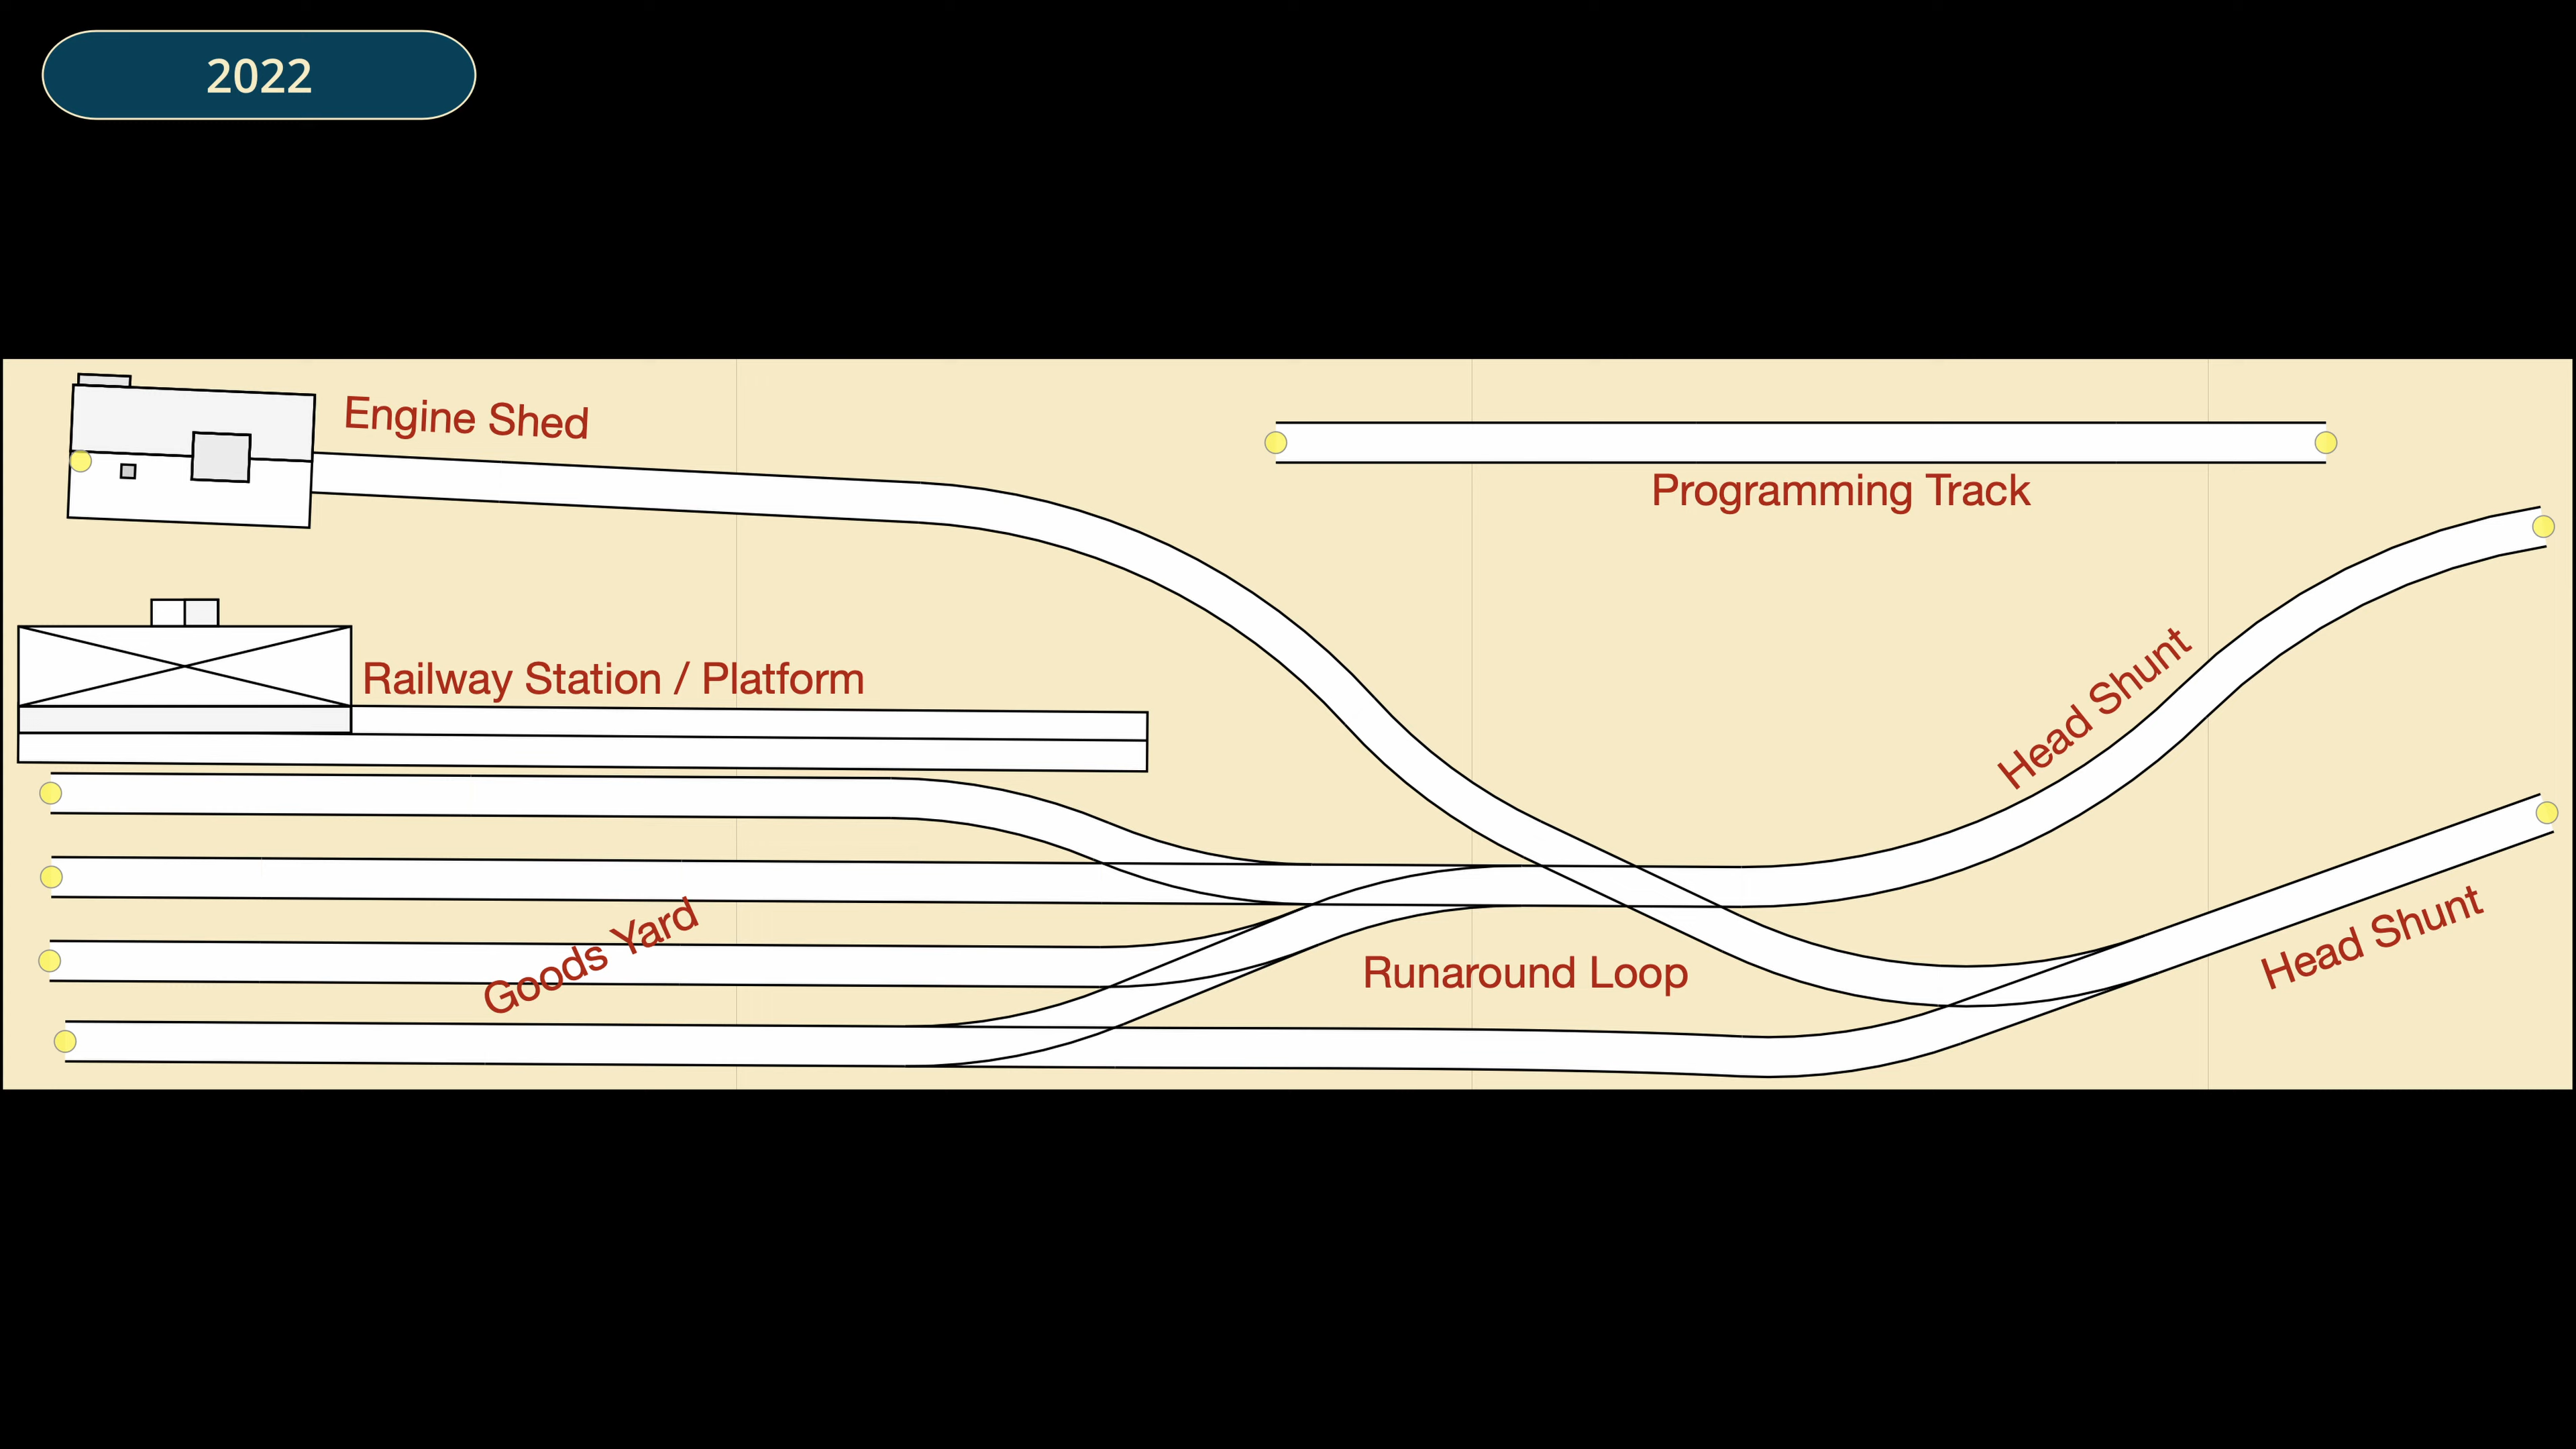 2022
Engine Shed
Programming Track
Railway Station / Platform
Head Shunt
Goods Yard
Runaround Loop
Head Shunt